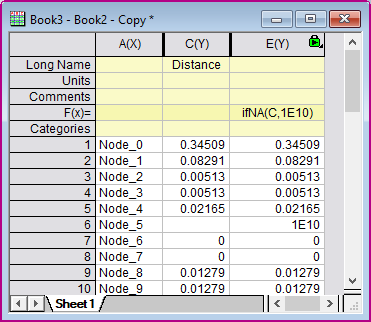 Book3 - Book2 - Copy *
A(X) C(Y) E(Y)
Long Name Distance
Units
Comments
F(x)= ifNA(C,1E10)
Categories
1 Node_0 0.34509 0.34509
2 Node_1 0.08291 0.08291
3 Node_2 0.00513 0.00513
4 Node_3 0.00513 0.00513
5 Node_4 0.02165 0.02165
6 Node_5 1E10
7 Node_6 0 0
8 Node_7 0 0
9 Node_8 0.01279 0.01279
10 Node_9 0.01279 0.01279
Sheet1